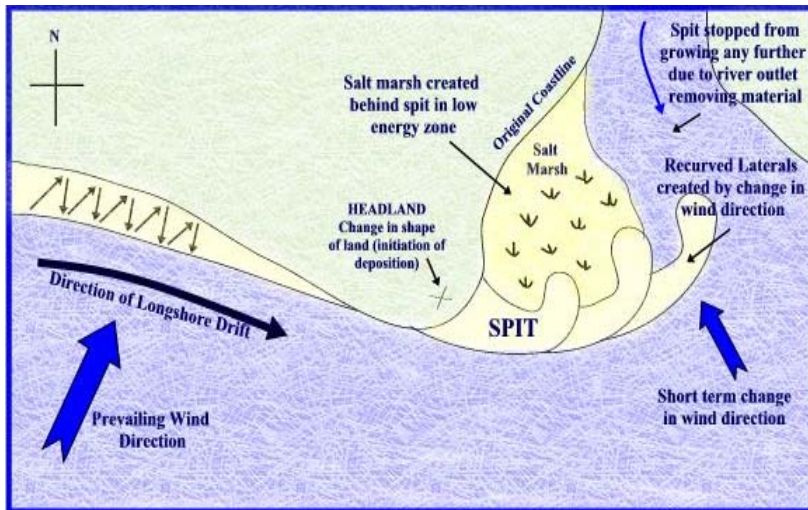 N
Salt marsh created
behind spit in low
energy zone
Original Coastline
Spit stopped from
growing any further
due to river outlet
removing material
Salt
Marsh
Recurved Laterals
created by change in
wind direction
HEADLAND
Change in shape
of land (initiation of
deposition)
Direction of Longshore Drift
SPIT
Prevailing Wind
Direction
Short term change
in wind direction